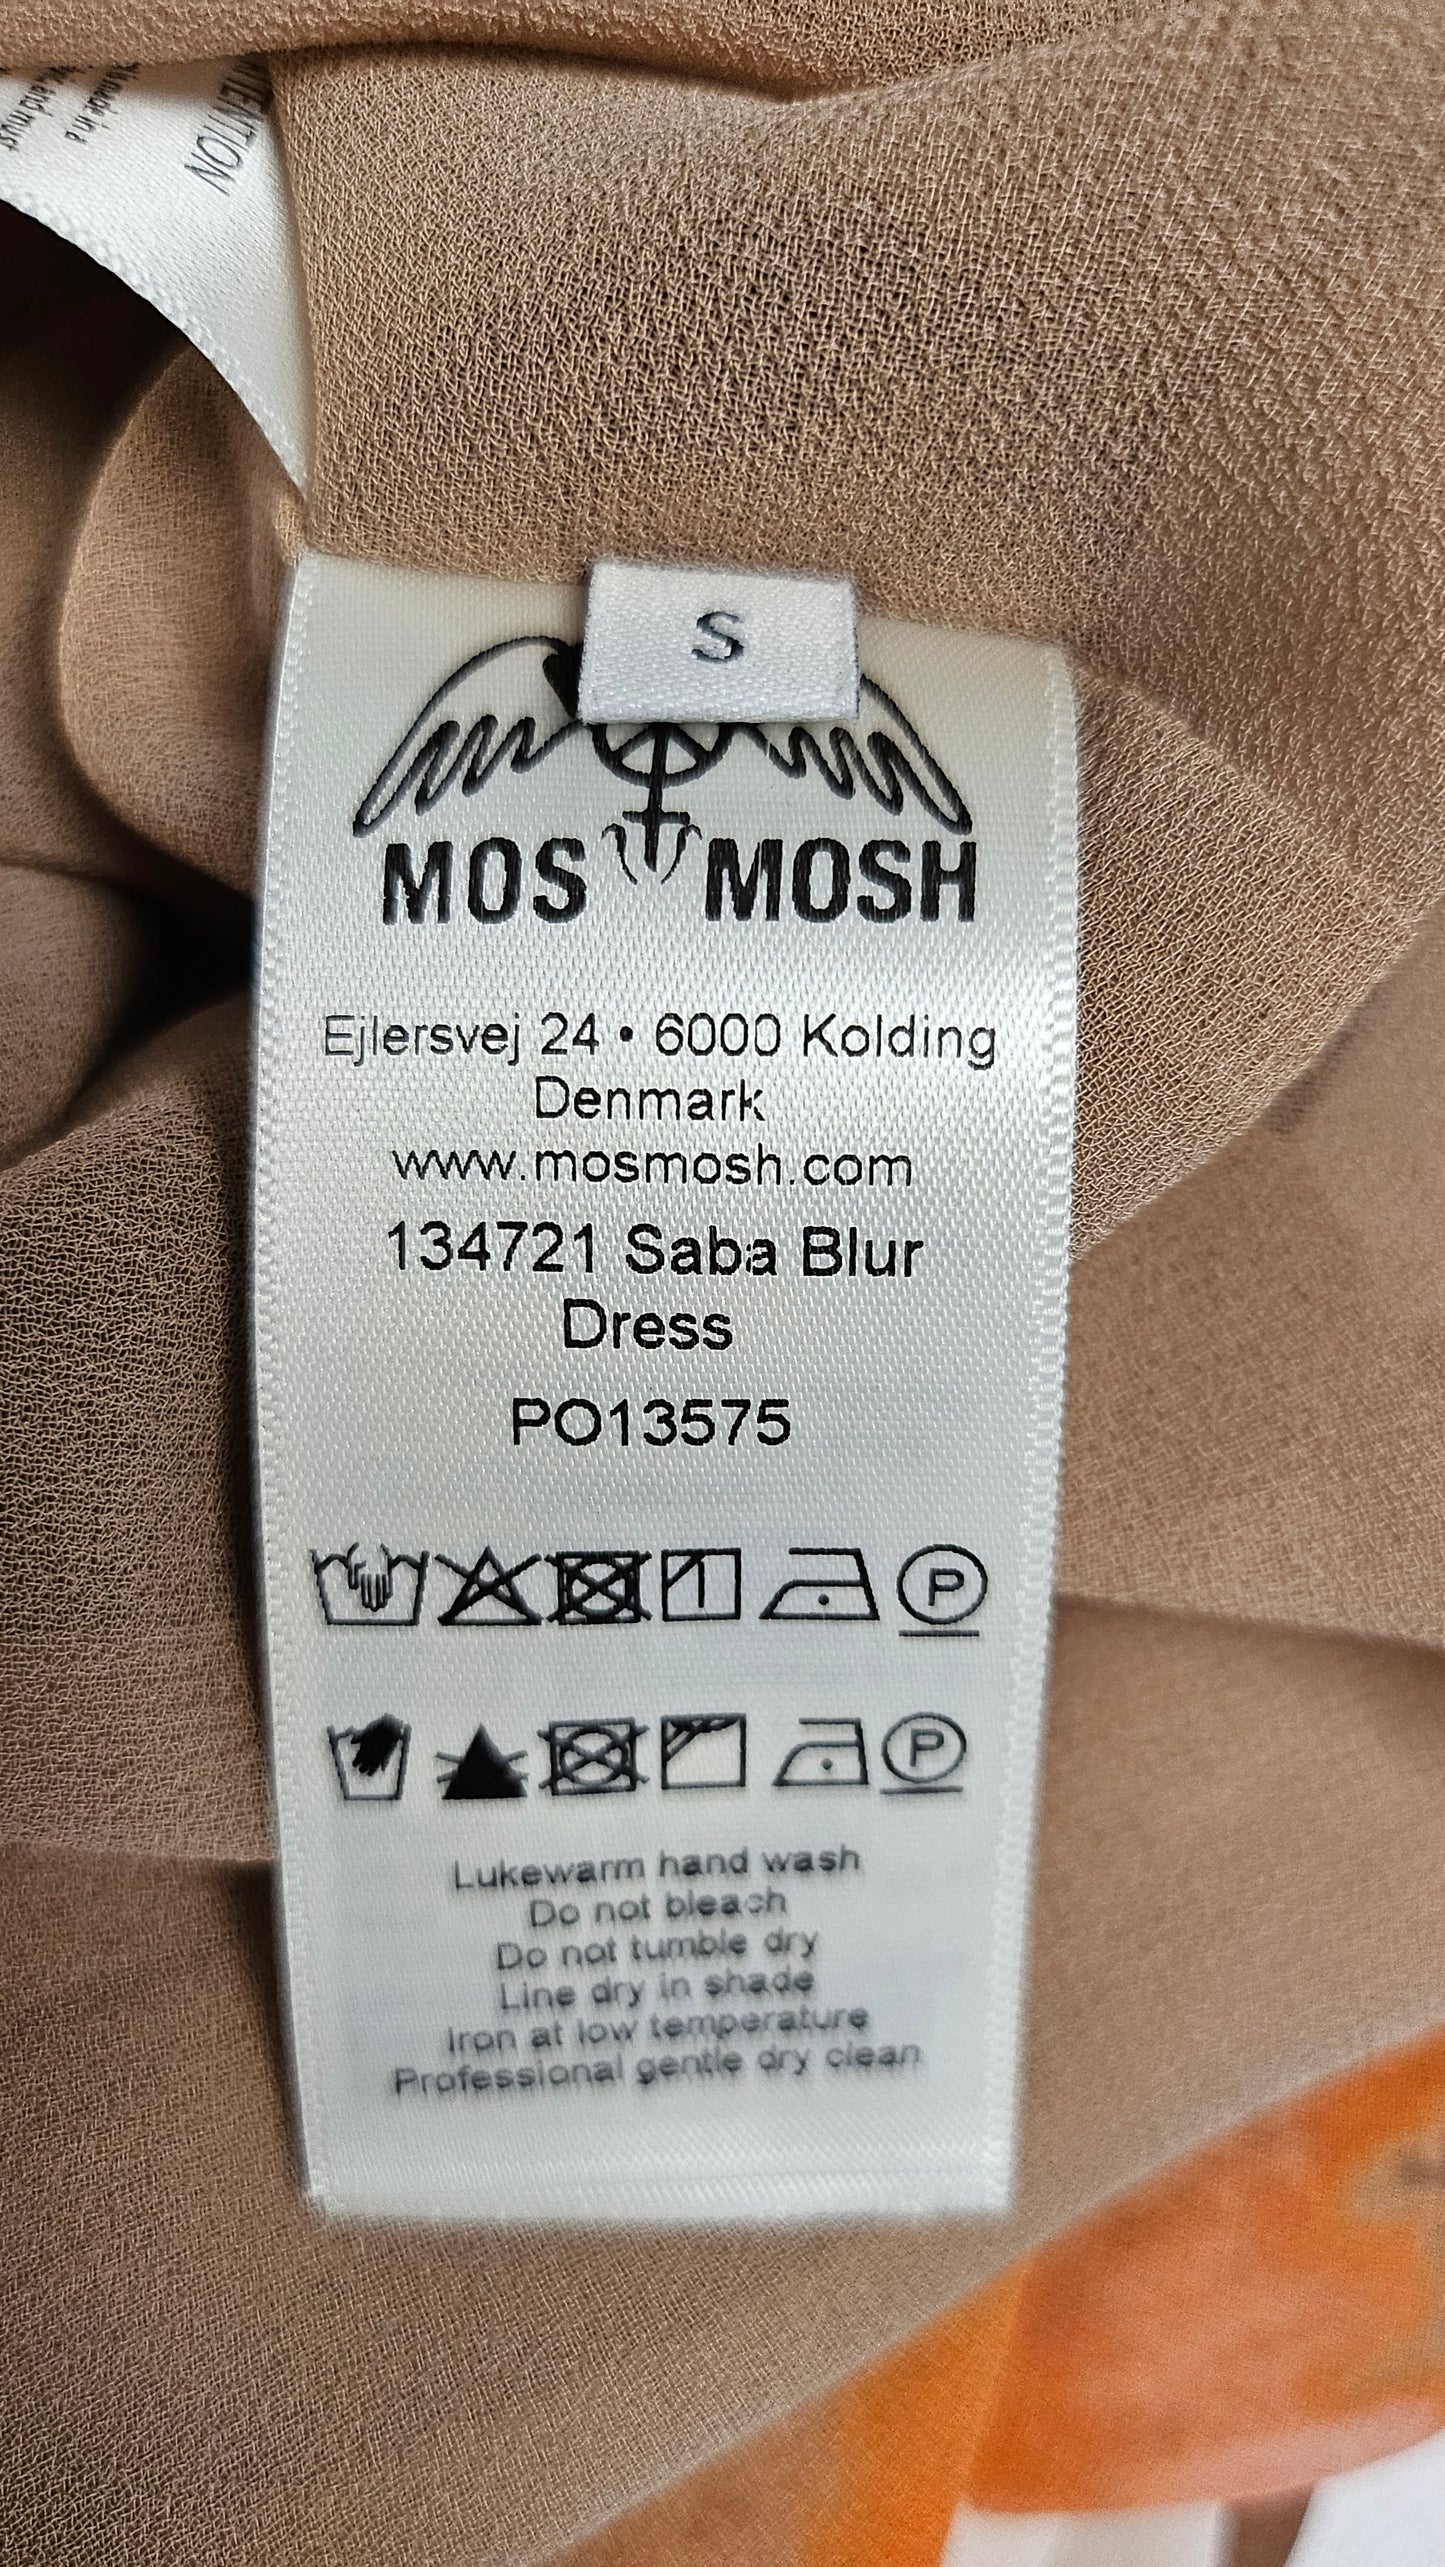 ATTENTION
S
MOS MOSH
Ejlersvej 24 • 6000 Kolding
Denmark
www.mosmosh.com
134721 Saba Blur
Dress
PO13575
P
P
Lukewarm hand wash
Do not bleach
Do not tumble dry
Line dry in shade
Iron at low temperature
Professional gentle dry clean